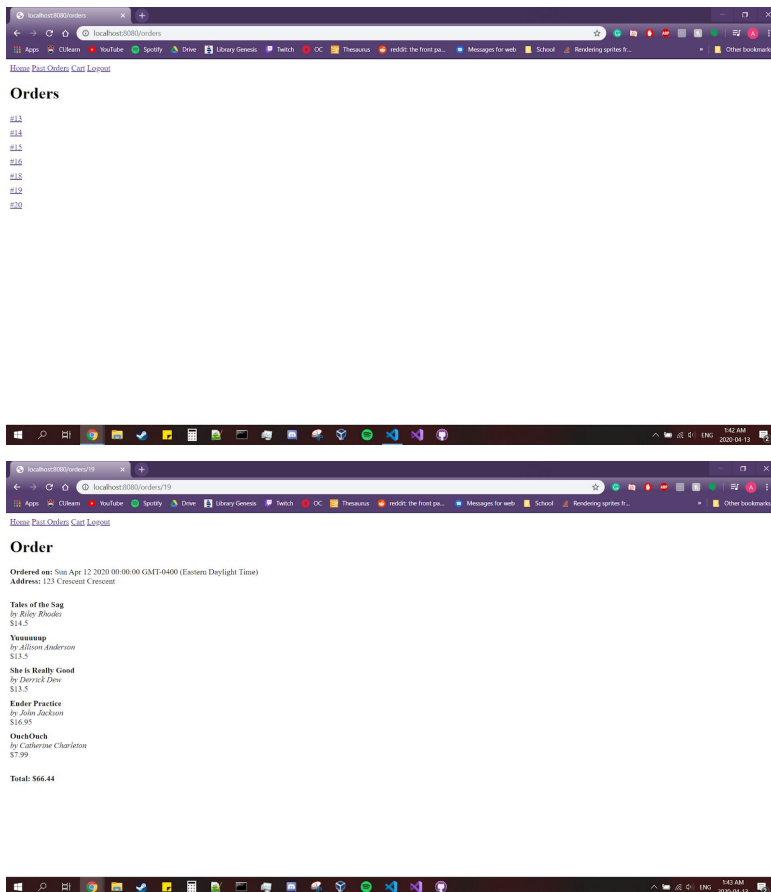 localhost:8080/orders
localhost:8080/orders
Apps CUlearn YouTube Spotify Drive Library Genesis Twitch OC Thesaurus reddit: the front pa... Messages for web School Rendering sprites fr... » Other bookmarks
Home Past Orders Cart Logout
Orders
#13
#14
#15
#16
#18
#19
#20
ENG
1:42 AM
2020-04-13
localhost:8080/orders/19
localhost:8080/orders/19
Apps CUlearn YouTube Spotify Drive Library Genesis Twitch OC Thesaurus reddit: the front pa... Messages for web School Rendering sprites fr... » Other bookmarks
Home Past Orders Cart Logout
Order
Ordered on: Sun Apr 12 2020 00:00:00 GMT-0400 (Eastern Daylight Time)
Address: 123 Crescent Crescent
Tales of the Sag
by Riley Rhodes
$14.5
Yuuuuuup
by Allison Anderson
$13.5
She is Really Good
by Derrick Dew
$13.5
Ender Practice
by John Jackson
$16.95
OuchOuch
by Catherine Charleton
$7.99
Total: $66.44
ENG
1:43 AM
2020-04-13